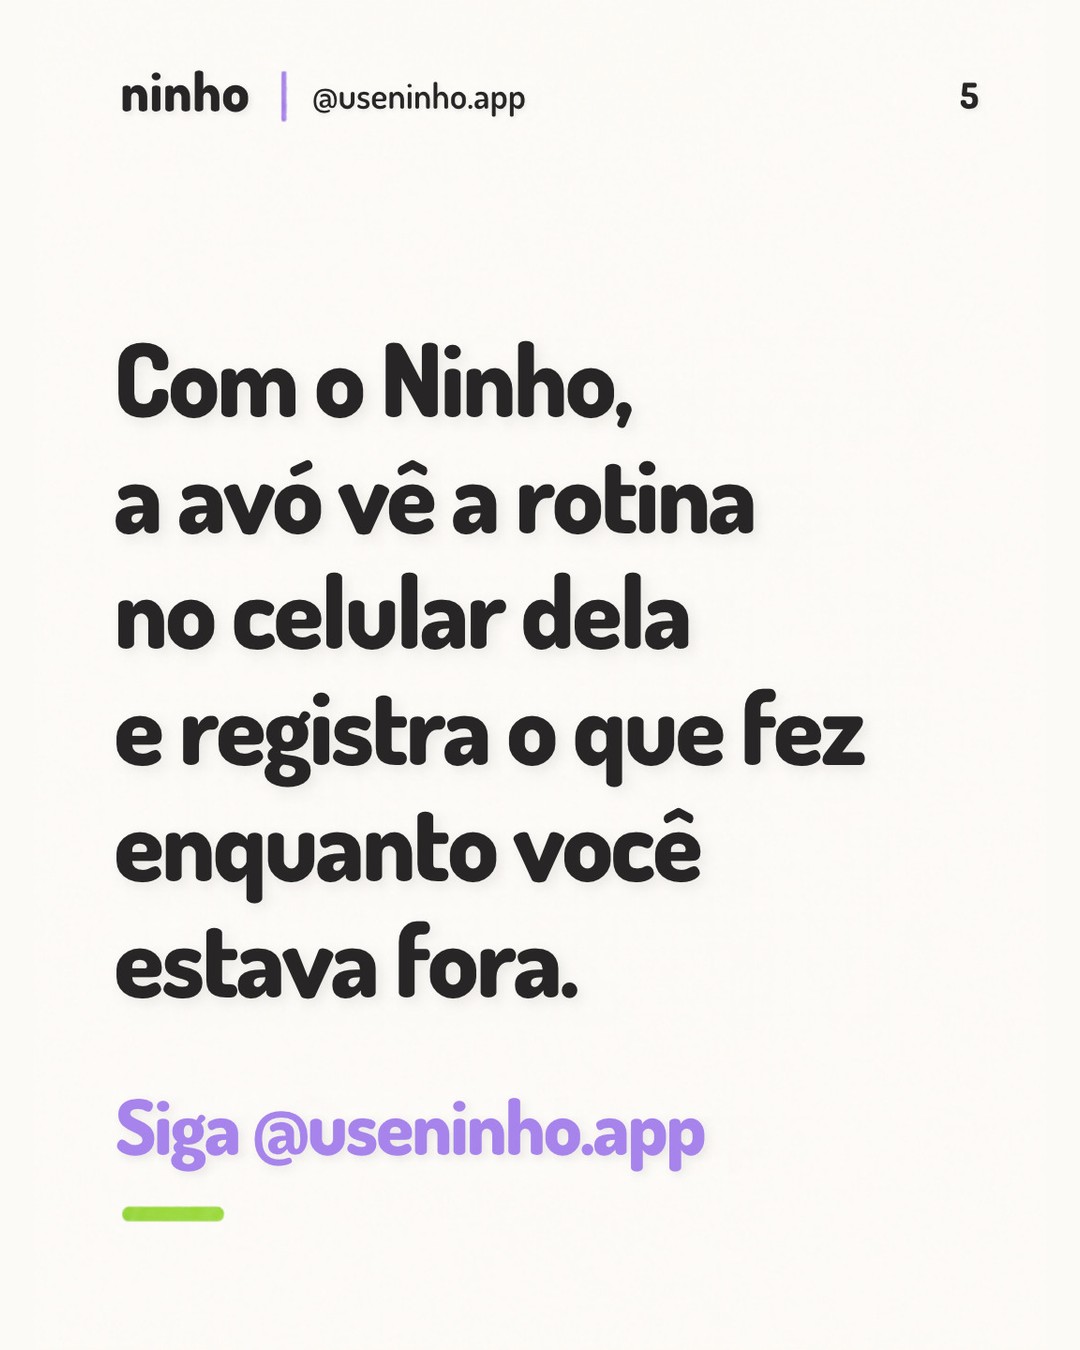 ninho | @useninho.app
5
Com o Ninho,
a avó vê a rotina
no celular dela
e registra o que fez
enquanto você
estava fora.
Siga @useninho.app